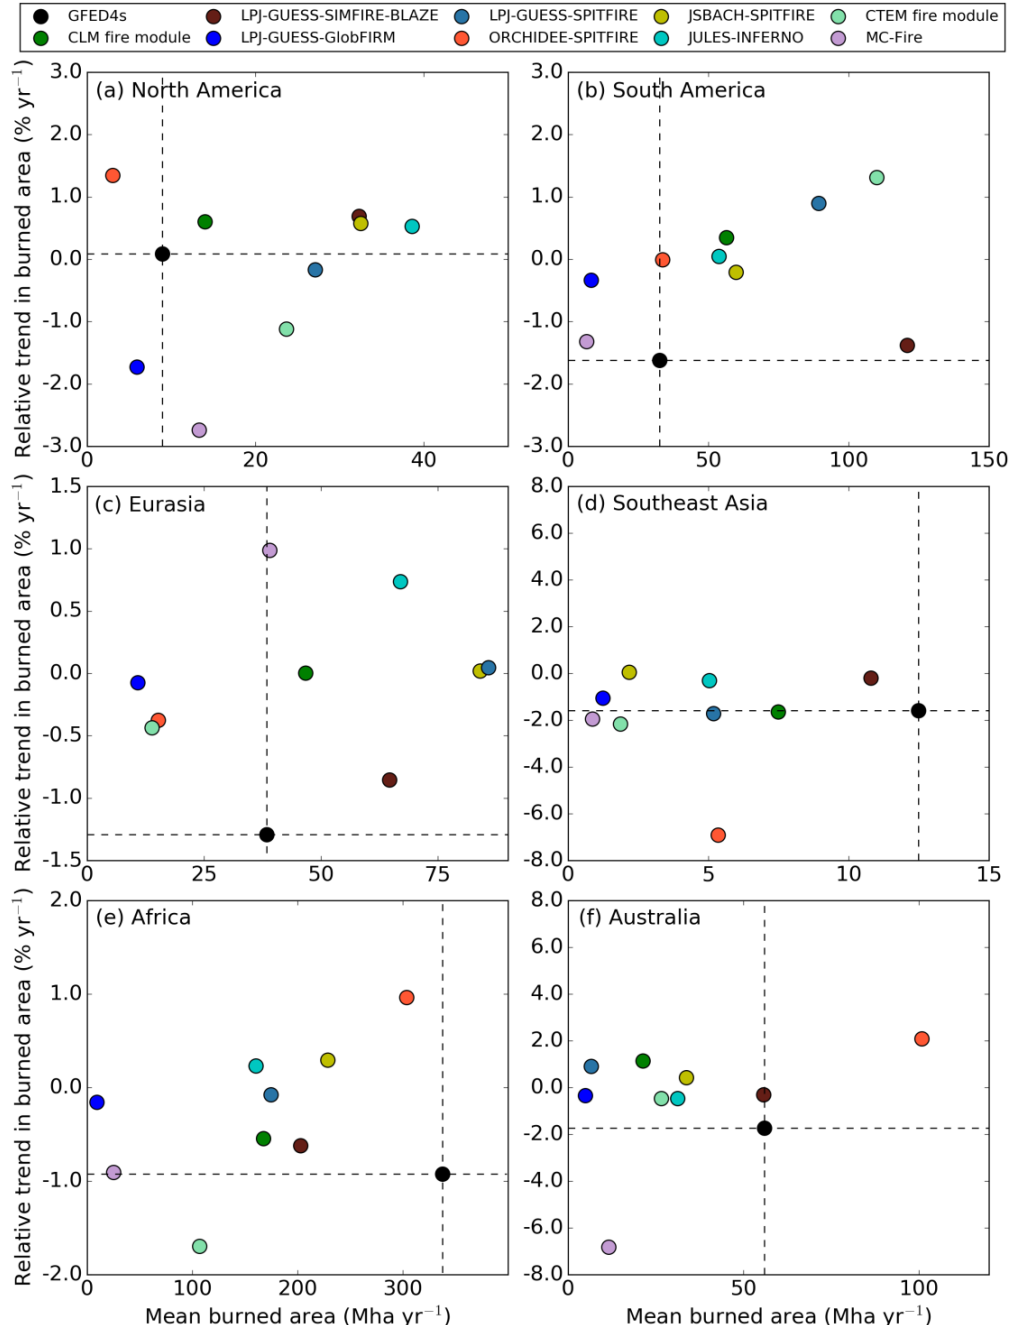 GFED4s LPJ-GUESS-SIMFIRE-BLAZE LPJ-GUESS-SPITFIRE JSBACH-SPITFIRE CTEM fire module
CLM fire module LPJ-GUESS-GlobFIRM ORCHIDEE-SPITFIRE JULES-INFERNO MC-Fire
(a) North America
Relative trend in burned area (% yr⁻¹)
3.0
2.0
1.0
0.0
-1.0
-2.0
-3.0
0 20 40
(b) South America
3.0
2.0
1.0
0.0
-1.0
-2.0
-3.0
0 50 100 150
(c) Eurasia
Relative trend in burned area (% yr⁻¹)
1.5
1.0
0.5
0.0
-0.5
-1.0
-1.5
0 25 50 75
(d) Southeast Asia
8.0
6.0
4.0
2.0
0.0
-2.0
-4.0
-6.0
-8.0
0 5 10 15
(e) Africa
Relative trend in burned area (% yr⁻¹)
2.0
1.0
0.0
-1.0
-2.0
0 100 200 300
Mean burned area (Mha yr⁻¹)
(f) Australia
8.0
6.0
4.0
2.0
0.0
-2.0
-4.0
-6.0
-8.0
0 50 100
Mean burned area (Mha yr⁻¹)